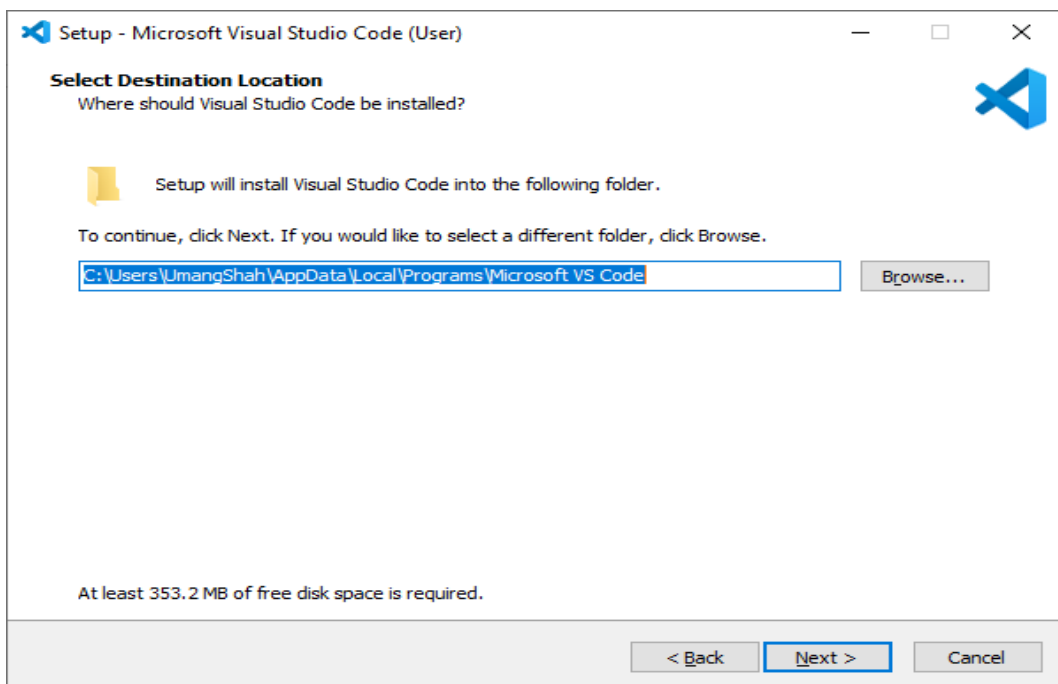 Setup - Microsoft Visual Studio Code (User)
Select Destination Location
Where should Visual Studio Code be installed?
Setup will install Visual Studio Code into the following folder.
To continue, click Next. If you would like to select a different folder, click Browse.
C:\Users\UmangShah\AppData\Local\Programs\Microsoft VS Code
Browse...
At least 353.2 MB of free disk space is required.
< Back
Next >
Cancel